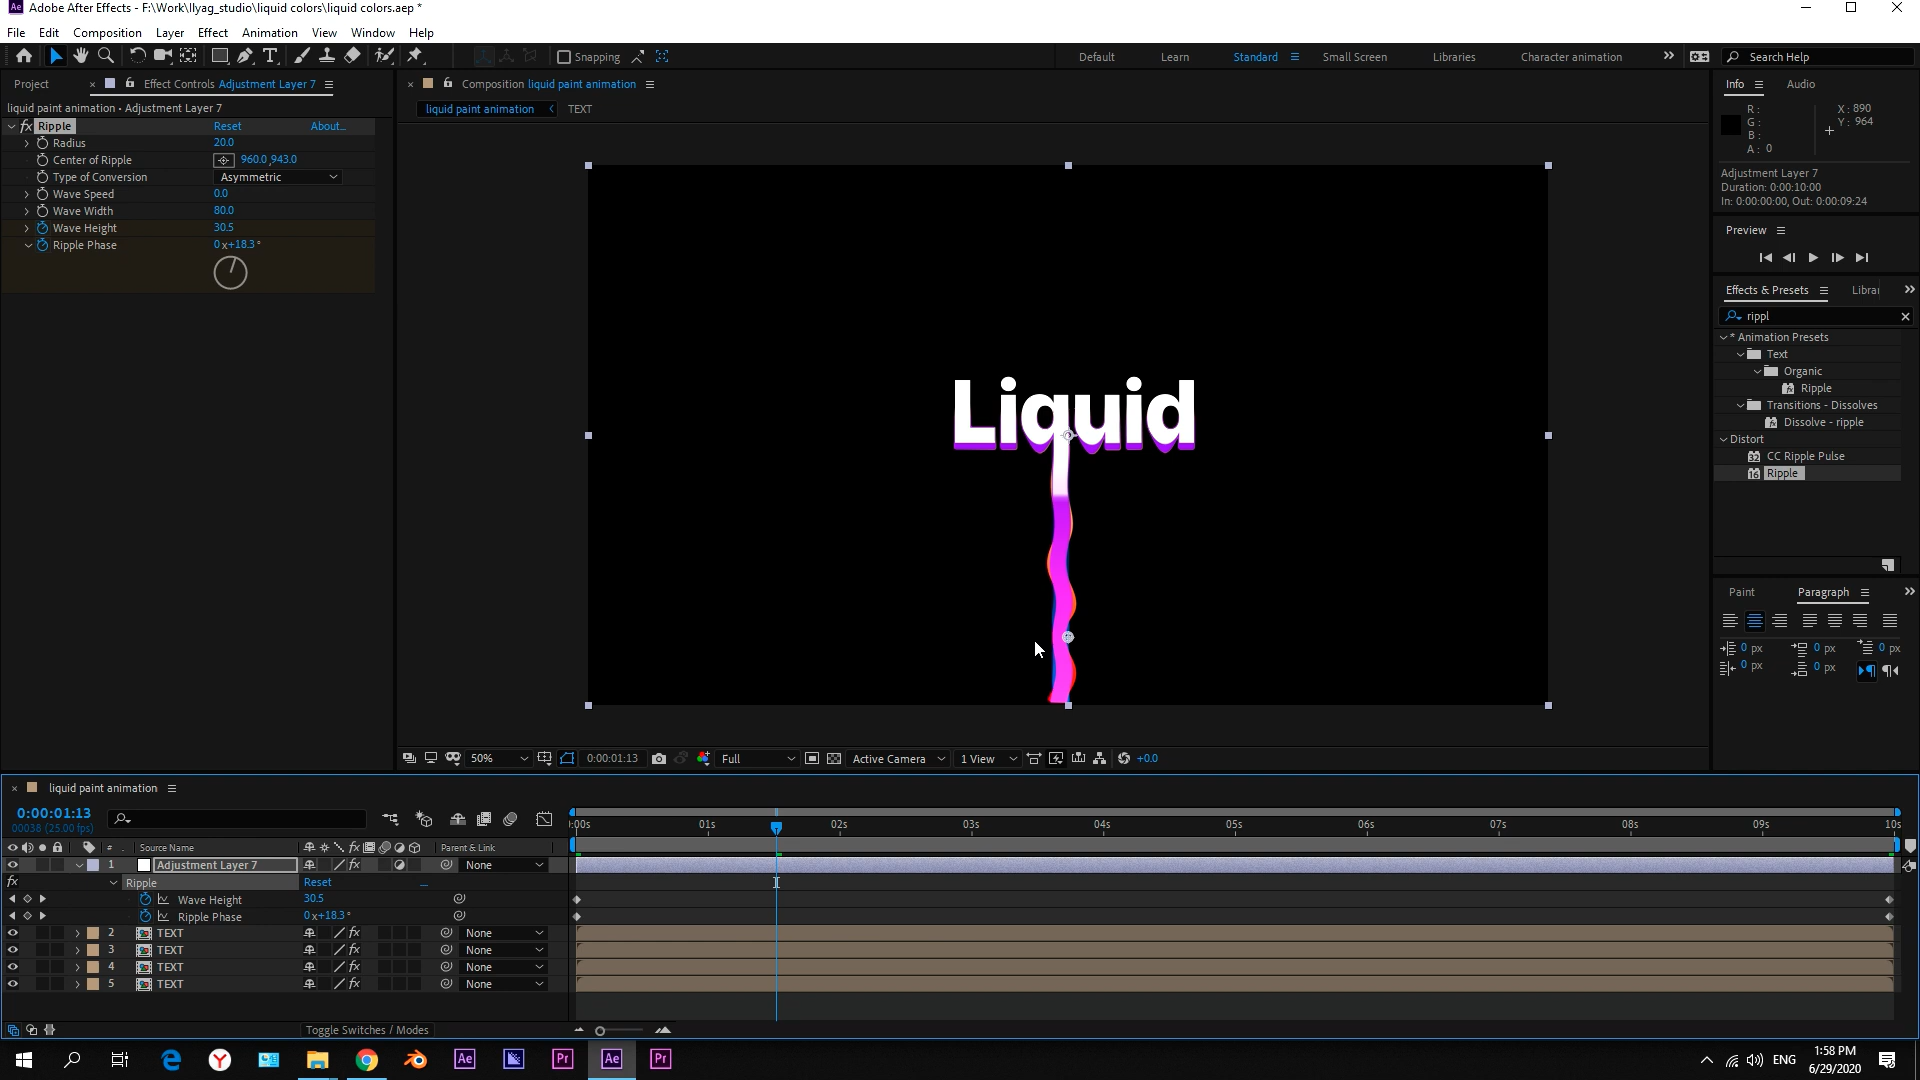 Adobe After Effects - F:\Work\Ilyag_studio\liquid colors\liquid colors.aep *
File Edit Composition Layer Effect Animation View Window Help
Snapping
Default Learn Standard Small Screen Libraries Character animation
Search Help
Project
Effect Controls Adjustment Layer 7
liquid paint animation • Adjustment Layer 7
fx Ripple Reset About...
Radius 20.0
Center of Ripple 960.0,943.0
Type of Conversion Asymmetric
Wave Speed 0.0
Wave Width 80.0
Wave Height 30.5
Ripple Phase 0x+18.3°
Composition liquid paint animation
liquid paint animation TEXT
Liquid
50% 0:00:01:13 Full Active Camera 1 View +0.0
Info Audio
R: X: 890
G: Y: 964
B:
A: 0
Adjustment Layer 7
Duration: 0:00:10:00
In: 0:00:00:00, Out: 0:00:09:24
Preview
Effects & Presets Librar
rippl
* Animation Presets
Text
Organic
Ripple
Transitions - Dissolves
Dissolve - ripple
Distort
CC Ripple Pulse
Ripple
Paint Paragraph
0 px 0 px 0 px
0 px 0 px
liquid paint animation
0:00:01:13
00038 (25.00 fps)
:00s 01s 02s 03s 04s 05s 06s 07s 08s 09s 10s
# Source Name Parent & Link
1 Adjustment Layer 7 None
fx Ripple Reset
Wave Height 30.5
Ripple Phase 0x+18.3°
2 TEXT None
3 TEXT None
4 TEXT None
5 TEXT None
Toggle Switches / Modes
ENG
1:58 PM
6/29/2020